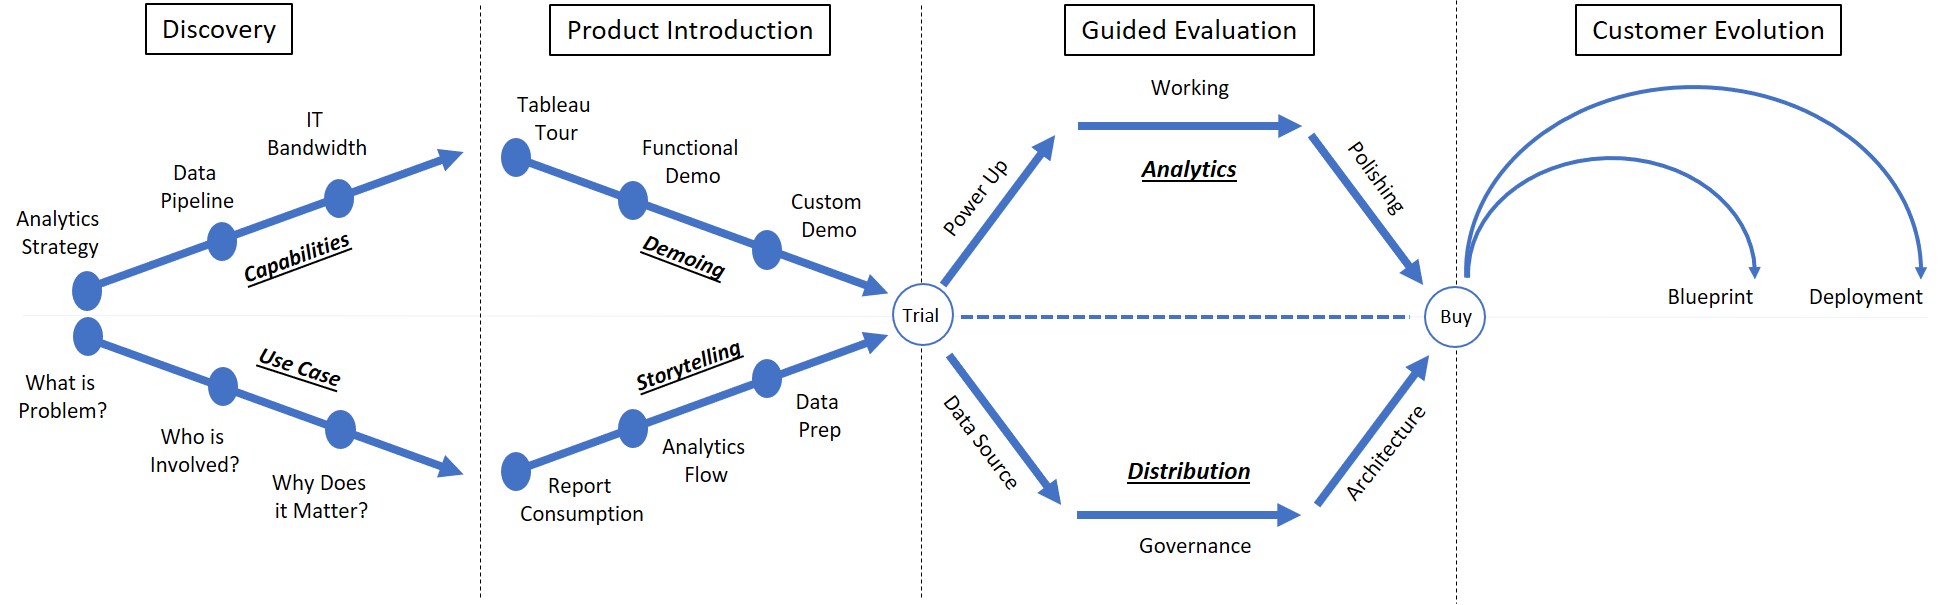 Discovery
Product Introduction
Guided Evaluation
Customer Evolution
Analytics
Strategy
Data
Pipeline
IT
Bandwidth
Capabilities
What is
Problem?
Who is
Involved?
Why Does
it Matter?
Use Case
Tableau
Tour
Functional
Demo
Custom
Demo
Demoing
Report
Consumption
Analytics
Flow
Data
Prep
Storytelling
Trial
Power Up
Working
Polishing
Analytics
Data Source
Governance
Architecture
Distribution
Buy
Blueprint
Deployment